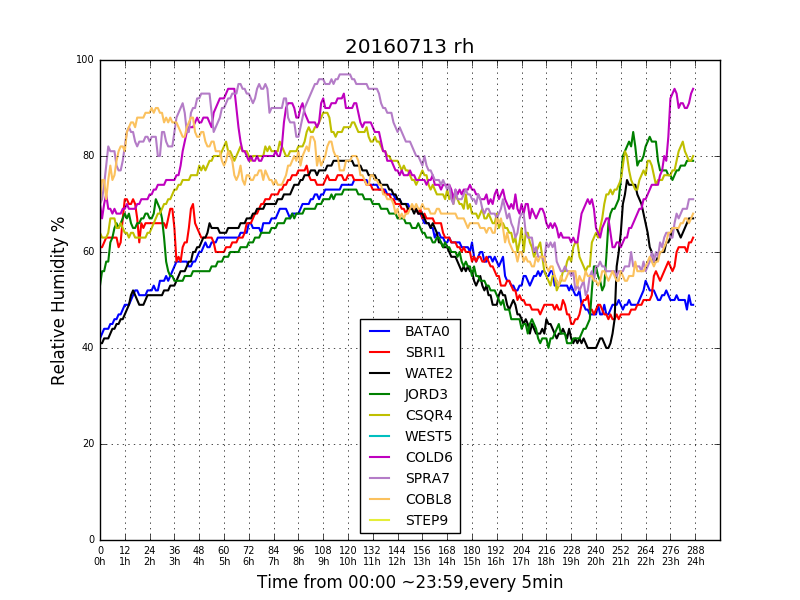 20160713 rh
100
80
60
40
20
0
Relative Humidity %
BATA0
SBRI1
WATE2
JORD3
CSQR4
WEST5
COLD6
SPRA7
COBL8
STEP9
0 12 24 36 48 60 72 84 96 108 120 132 144 156 168 180 192 204 216 228 240 252 264 276 288
0h 1h 2h 3h 4h 5h 6h 7h 8h 9h 10h 11h 12h 13h 14h 15h 16h 17h 18h 19h 20h 21h 22h 23h 24h
Time from 00:00 ~23:59,every 5min